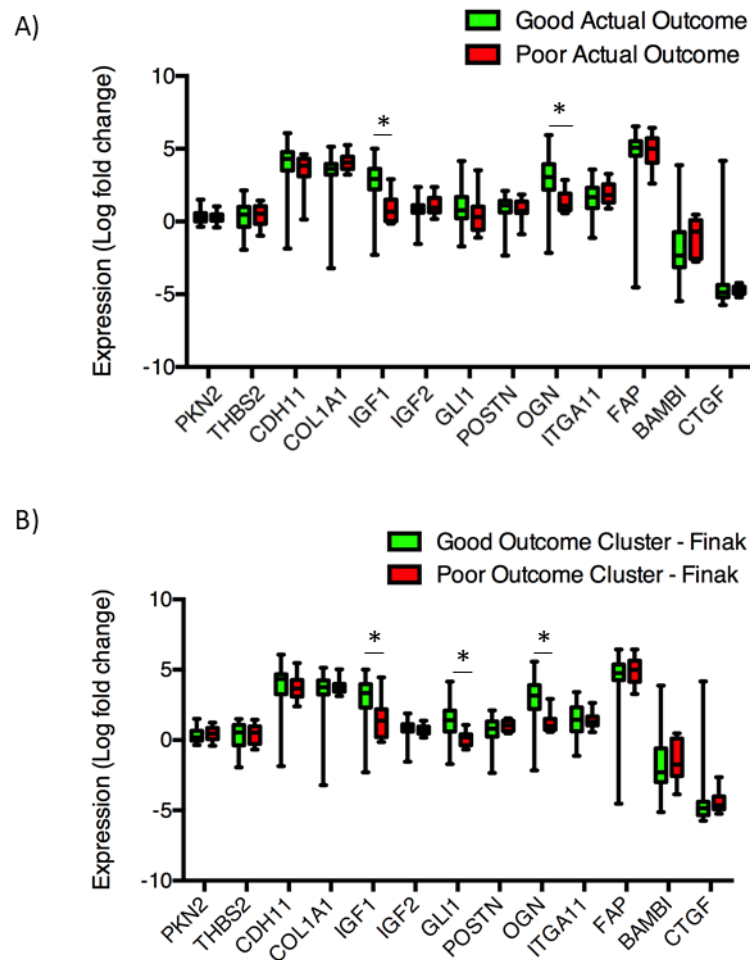 A)
Good Actual Outcome
Poor Actual Outcome
Expression (Log fold change)
10
5
0
-5
-10
* *
PKN2 THBS2 CDH11 COL1A1 IGF1 IGF2 GLI1 POSTN OGN ITGA11 FAP BAMBI CTGF
B)
Good Outcome Cluster - Finak
Poor Outcome Cluster - Finak
Expression (Log fold change)
10
5
0
-5
-10
* * *
PKN2 THBS2 CDH11 COL1A1 IGF1 IGF2 GLI1 POSTN OGN ITGA11 FAP BAMBI CTGF